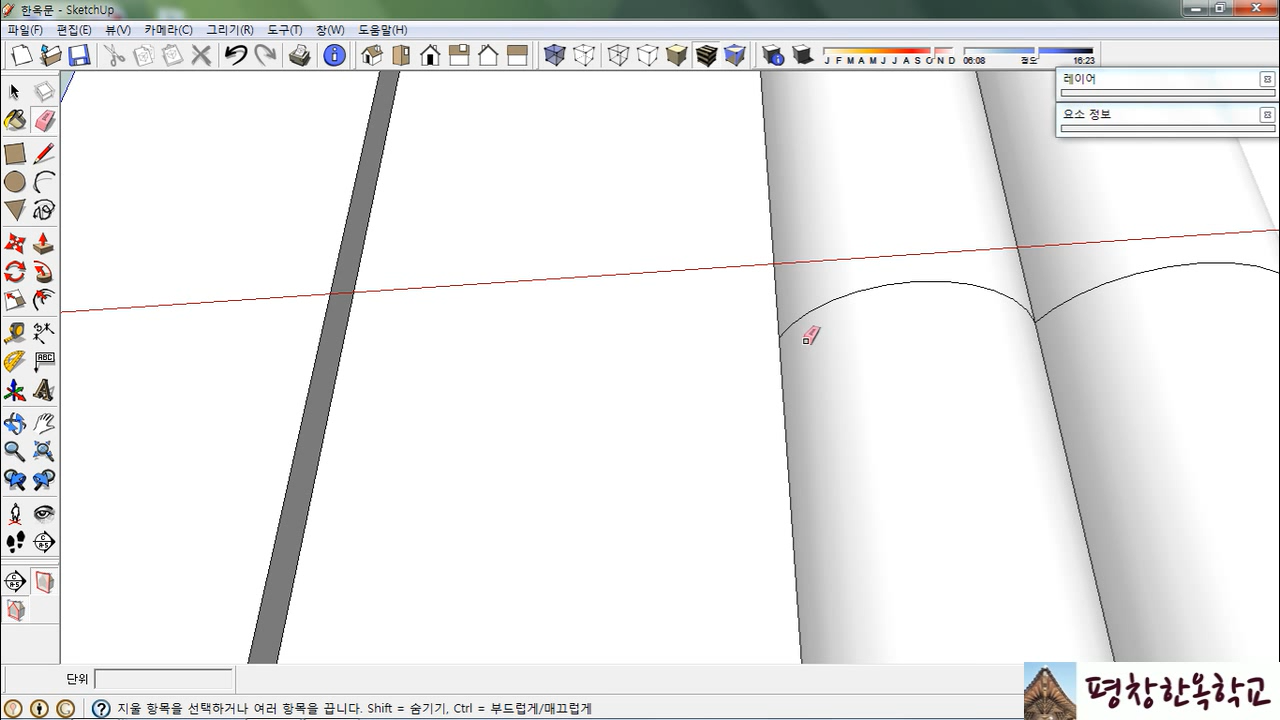 한옥문 - SketchUp
파일(F) 편집(E) 뷰(V) 카메라(C) 그리기(R) 도구(T) 창(W) 도움말(H)
J F M A M J J A S O N D 06:08 정오 16:23
레이어
요소 정보
ABC
단위
지울 항목을 선택하거나 여러 항목을 끕니다. Shift = 숨기기, Ctrl = 부드럽게/매끄럽게
평창한옥학교